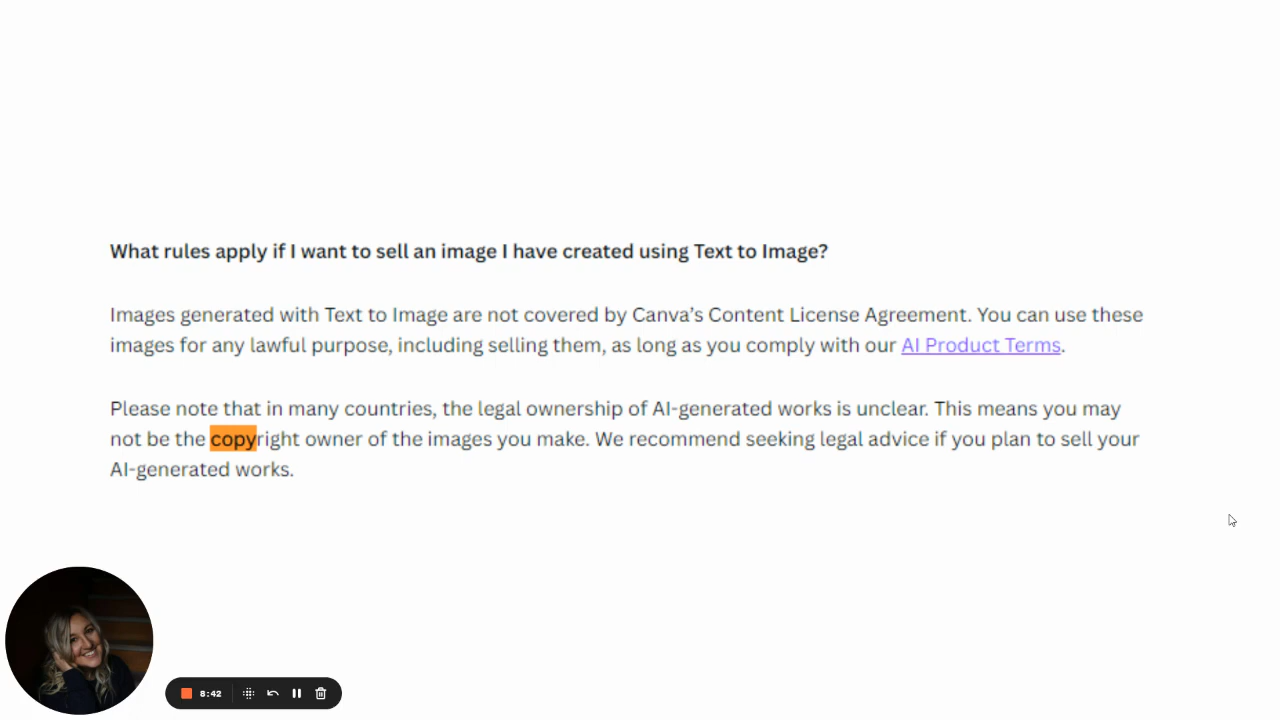 What rules apply if I want to sell an image I have created using Text to Image?
Images generated with Text to Image are not covered by Canva’s Content License Agreement. You can use these
images for any lawful purpose, including selling them, as long as you comply with our AI Product Terms.
Please note that in many countries, the legal ownership of AI-generated works is unclear. This means you may
not be the copyright owner of the images you make. We recommend seeking legal advice if you plan to sell your
AI-generated works.
8:42